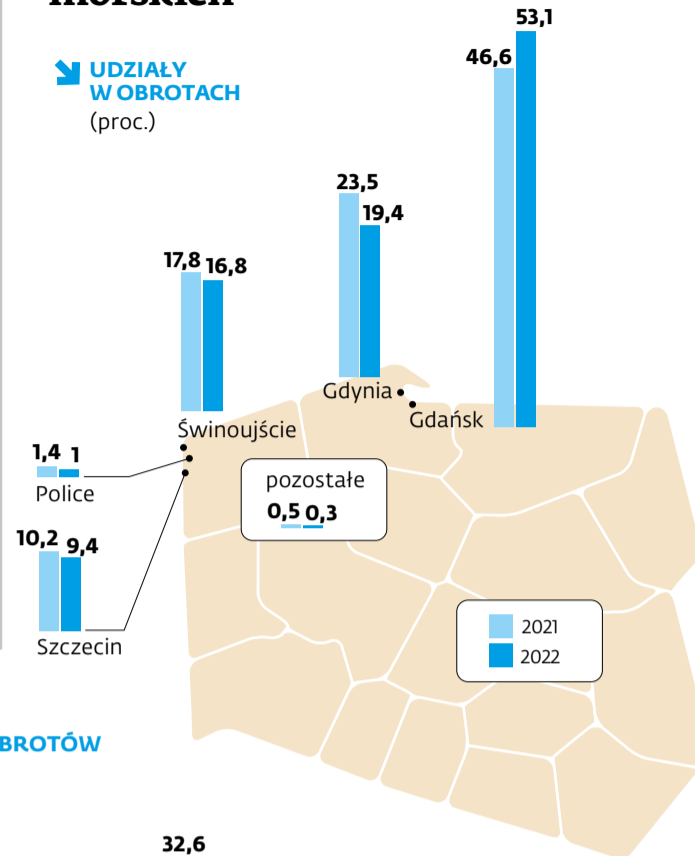 morskich
UDZIAŁY
W OBROTACH
(proc.)
53,1
46,6
23,5
19,4
17,8 16,8
Gdynia
Gdańsk
Świnoujście
1,4 1
Police
pozostałe
0,5 0,3
10,2 9,4
Szczecin
2021
2022
BROTÓW
32,6